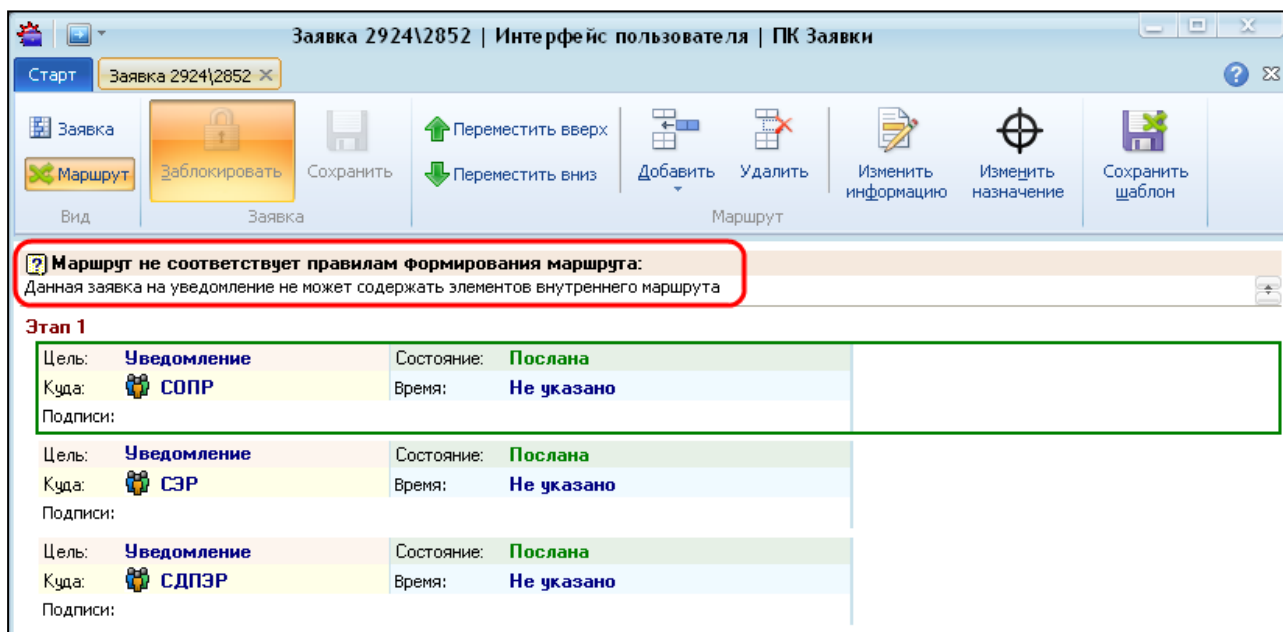 Заявка 2924\2852 | Интерфейс пользователя | ПК Заявки
Старт Заявка 2924\2852
Заявка
Маршрут
Вид
Заблокировать Сохранить
Заявка
Переместить вверх
Переместить вниз
Добавить Удалить
Изменить информацию
Изменить назначение
Маршрут
Сохранить шаблон
Маршрут не соответствует правилам формирования маршрута:
Данная заявка на уведомление не может содержать элементов внутреннего маршрута
Этап 1
Цель: Уведомление Состояние: Послана
Куда: СОПР Время: Не указано
Подписи:
Цель: Уведомление Состояние: Послана
Куда: СЭР Время: Не указано
Подписи:
Цель: Уведомление Состояние: Послана
Куда: СДПЭР Время: Не указано
Подписи: